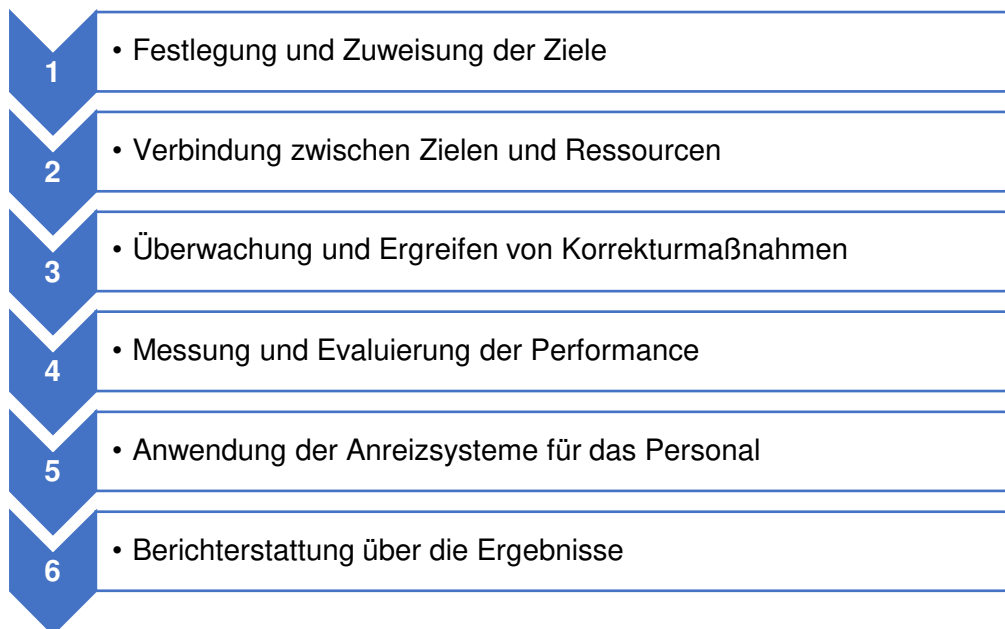 1
• Festlegung und Zuweisung der Ziele
2
• Verbindung zwischen Zielen und Ressourcen
3
• Überwachung und Ergreifen von Korrekturmaßnahmen
4
• Messung und Evaluierung der Performance
5
• Anwendung der Anreizsysteme für das Personal
6
• Berichterstattung über die Ergebnisse